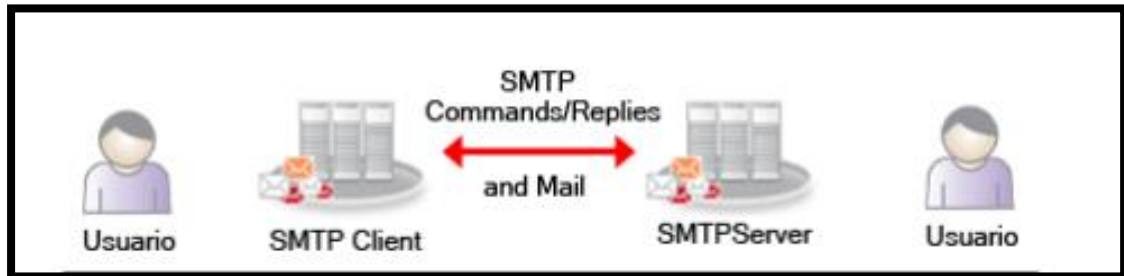 SMTP
Commands/Replies
and Mail
Usuario
SMTP Client
SMTPServer
Usuario